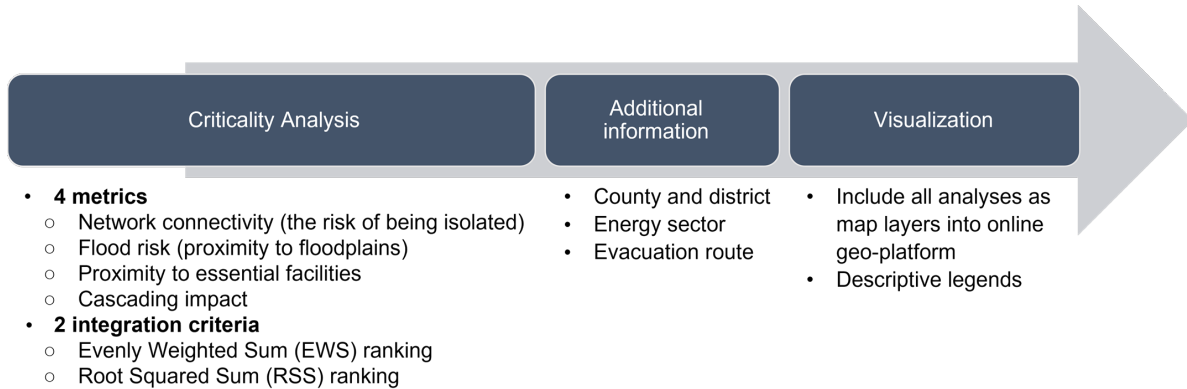 Criticality Analysis
Additional
information
Visualization
• 4 metrics
○ Network connectivity (the risk of being isolated)
○ Flood risk (proximity to floodplains)
○ Proximity to essential facilities
○ Cascading impact
• 2 integration criteria
○ Evenly Weighted Sum (EWS) ranking
○ Root Squared Sum (RSS) ranking
• County and district
• Energy sector
• Evacuation route
• Include all analyses as
map layers into online
geo-platform
• Descriptive legends